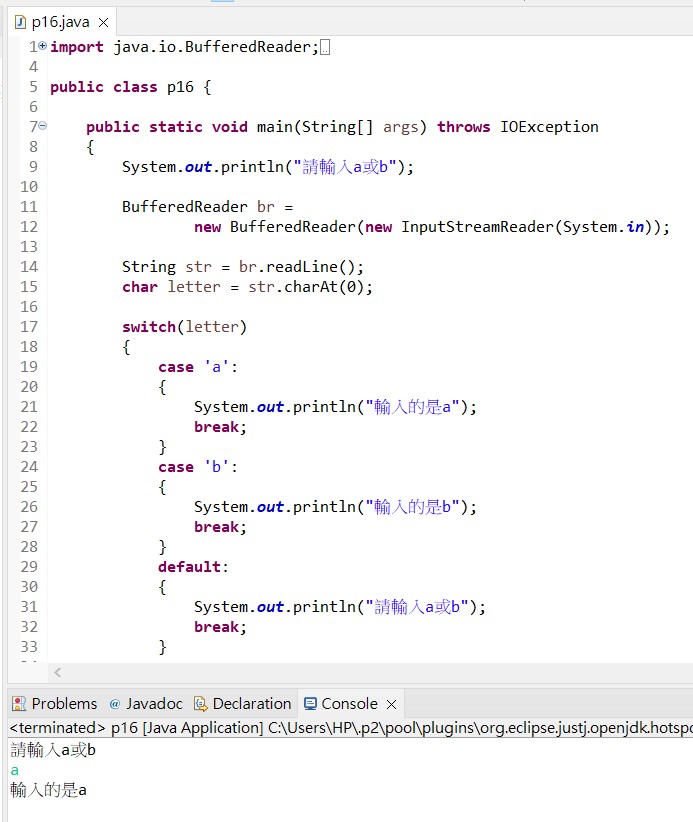 p16.java
1 import java.io.BufferedReader;
4
5 public class p16 {
6
7     public static void main(String[] args) throws IOException
8     {
9         System.out.println("請輸入a或b");
10
11         BufferedReader br =
12                 new BufferedReader(new InputStreamReader(System.in));
13
14         String str = br.readLine();
15         char letter = str.charAt(0);
16
17         switch(letter)
18         {
19             case 'a':
20             {
21                 System.out.println("輸入的是a");
22                 break;
23             }
24             case 'b':
25             {
26                 System.out.println("輸入的是b");
27                 break;
28             }
29             default:
30             {
31                 System.out.println("請輸入a或b");
32                 break;
33             }
Problems @ Javadoc Declaration Console
<terminated> p16 [Java Application] C:\Users\HP\.p2\pool\plugins\org.eclipse.justj.openjdk.hotspo
請輸入a或b
a
輸入的是a